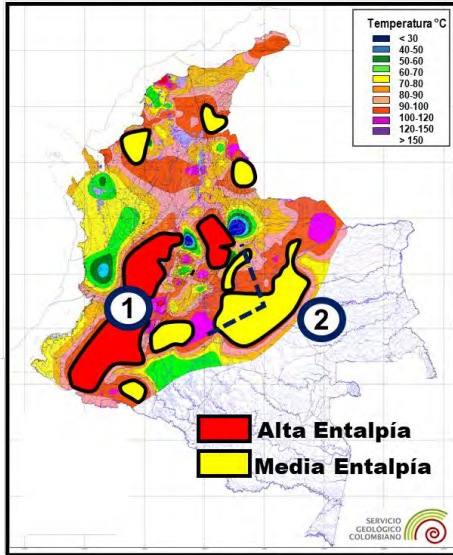 Temperatura °C
< 30
40-50
50-60
60-70
70-80
80-90
90-100
100-120
120-150
> 150
1
2
Alta Entalpía
Media Entalpía
SERVICIO
GEOLÓGICO
COLOMBIANO